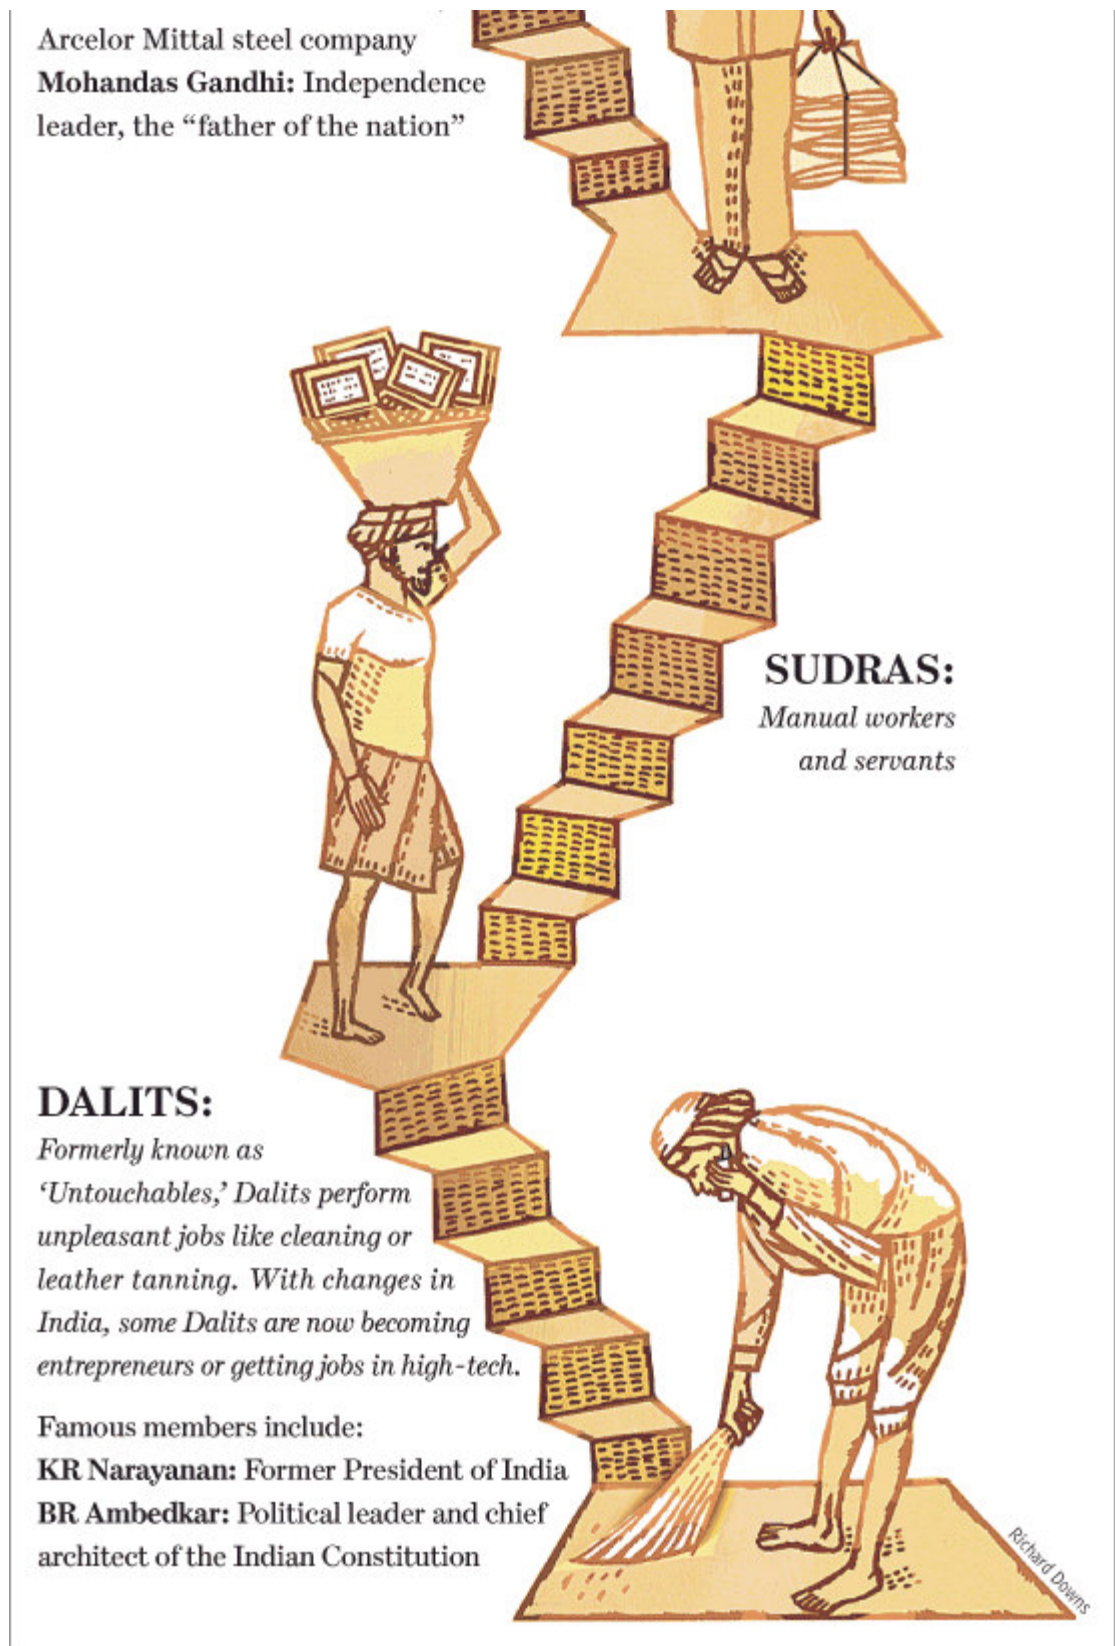 Arcelor Mittal steel company
Mohandas Gandhi: Independence
leader, the “father of the nation”
SUDRAS:
Manual workers
and servants
DALITS:
Formerly known as
‘Untouchables,’ Dalits perform
unpleasant jobs like cleaning or
leather tanning. With changes in
India, some Dalits are now becoming
entrepreneurs or getting jobs in high-tech.
Famous members include:
KR Narayanan: Former President of India
BR Ambedkar: Political leader and chief
architect of the Indian Constitution
Richard Downs